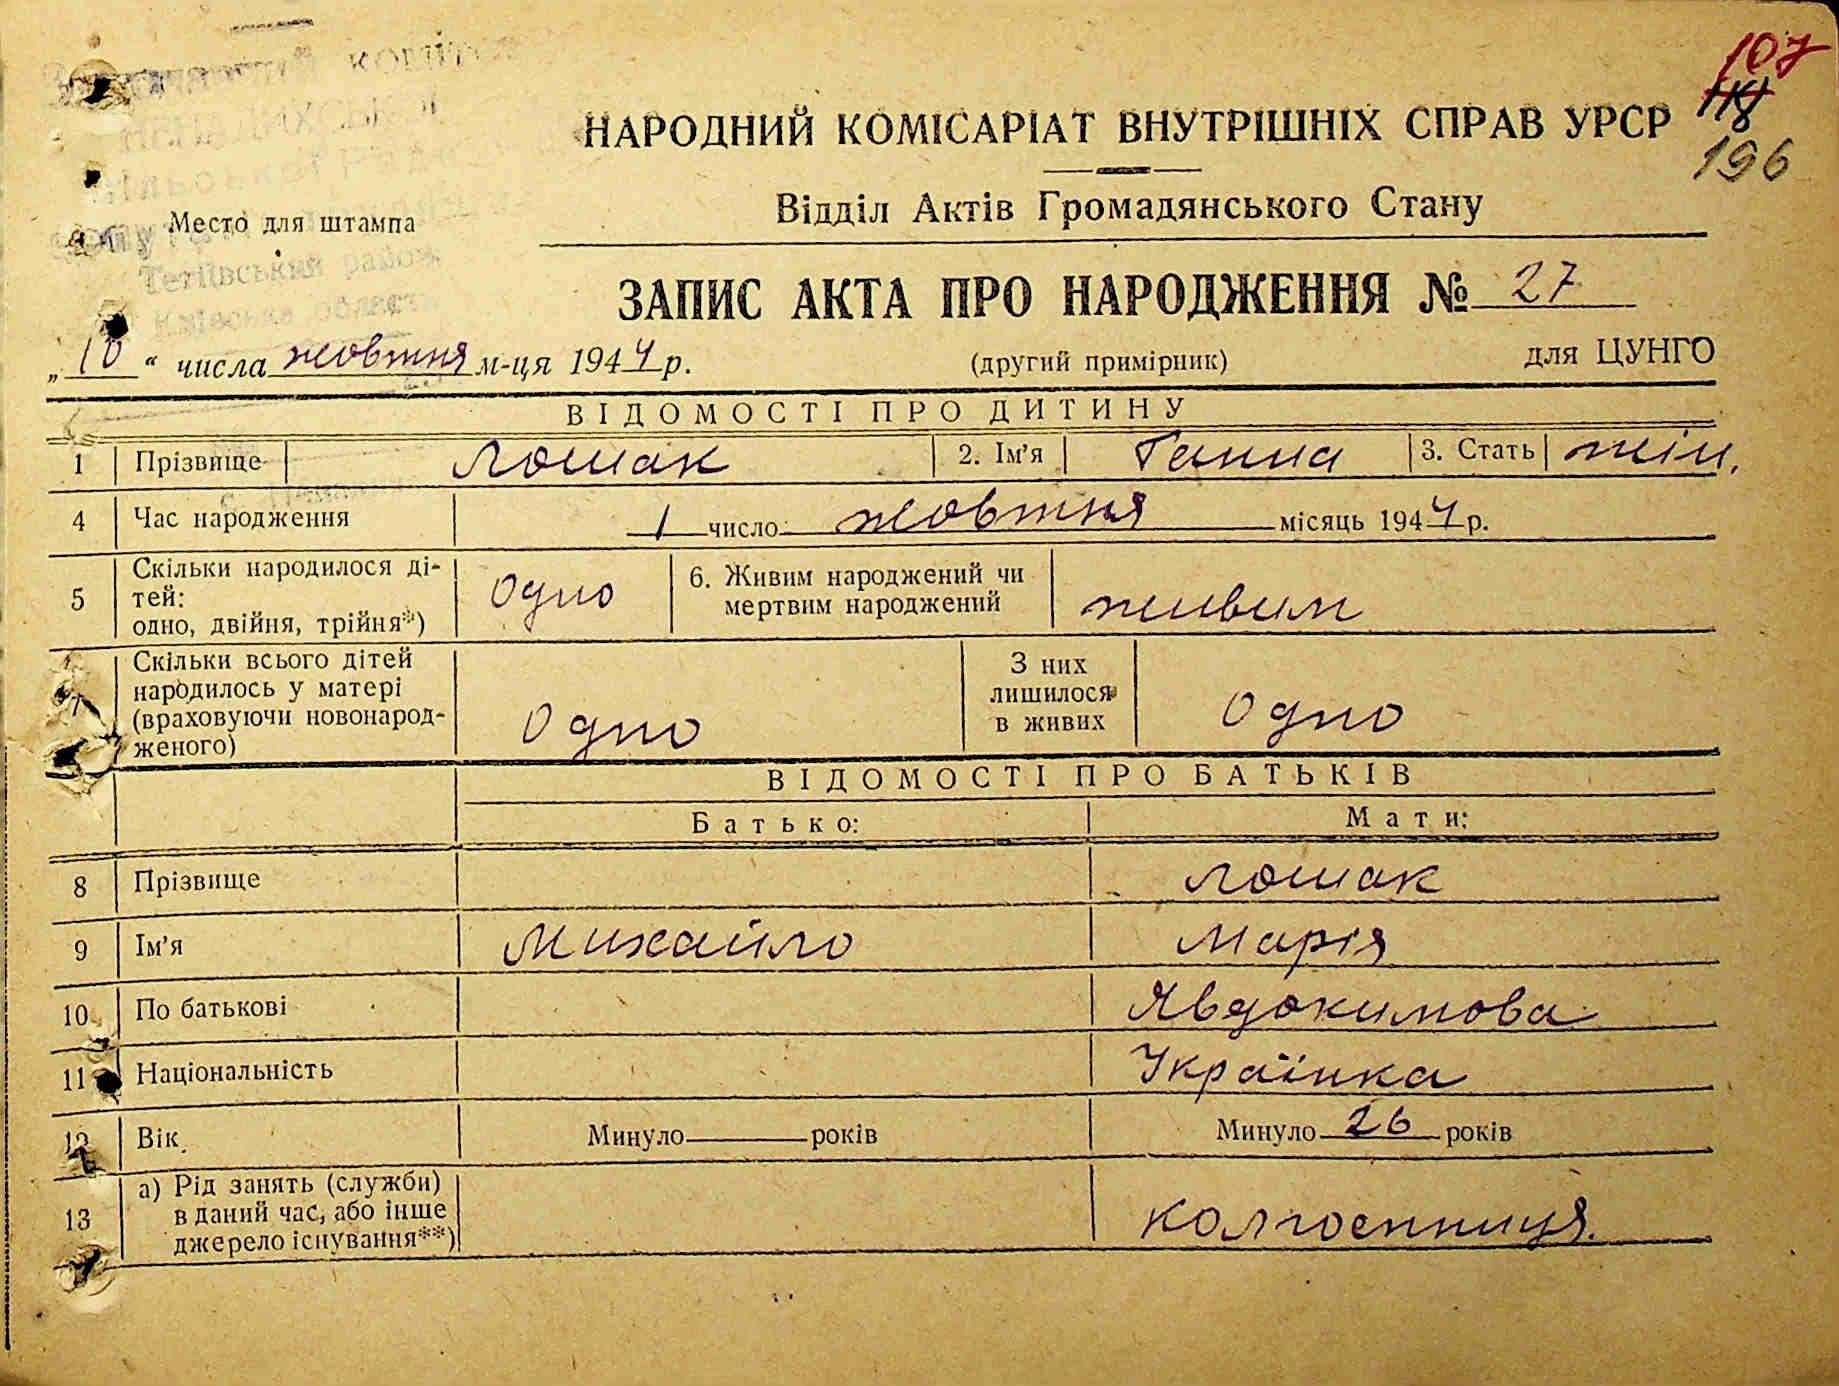 107
196
НАРОДНИЙ КОМІСАРІАТ ВНУТРІШНІХ СПРАВ УРСР
Відділ Актів Громадянського Стану
Место для штампа
Тетіївський район
Київська області
ЗАПИС АКТА ПРО НАРОДЖЕННЯ № 27
„10“ числа жовтня м-ця 1944 р.
(другий примірник)
для ЦУНГО
ВІДОМОСТІ ПРО ДИТИНУ
1 Прізвище Лошак 2. Ім'я Ганна 3. Стать жін.
4 Час народження 1 число жовтня місяць 1944 р.
5 Скільки народилося ді-
тей:
одно, двійня, трійня*) Одно
6. Живим народжений чи
мертвим народжений живим
7 Скільки всього дітей
народилось у матері
(враховуючи новонарод-
женого) Одно
З них
лишилося
в живих Одно
ВІДОМОСТІ ПРО БАТЬКІВ
Батько: Мати:
8 Прізвище Лошак
9 Ім'я Михайло Марія
10 По батькові Явдокимова
11 Національність Українка
12 Вік Минуло років Минуло 26 років
13 а) Рід занять (служби)
в даний час, або інше
джерело існування**) колгоспниця.